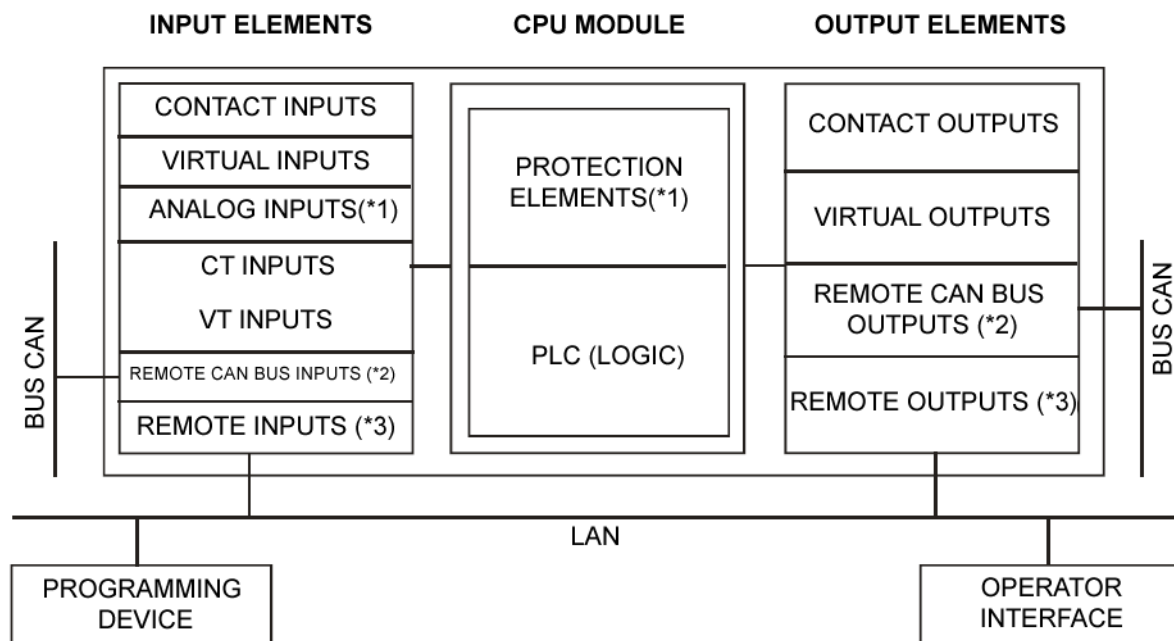 INPUT ELEMENTS
CPU MODULE
OUTPUT ELEMENTS
CONTACT INPUTS
VIRTUAL INPUTS
ANALOG INPUTS(*1)
CT INPUTS
VT INPUTS
REMOTE CAN BUS INPUTS (*2)
REMOTE INPUTS (*3)
PROTECTION
ELEMENTS(*1)
PLC (LOGIC)
CONTACT OUTPUTS
VIRTUAL OUTPUTS
REMOTE CAN BUS
OUTPUTS (*2)
REMOTE OUTPUTS (*3)
BUS CAN
BUS CAN
LAN
PROGRAMMING
DEVICE
OPERATOR
INTERFACE